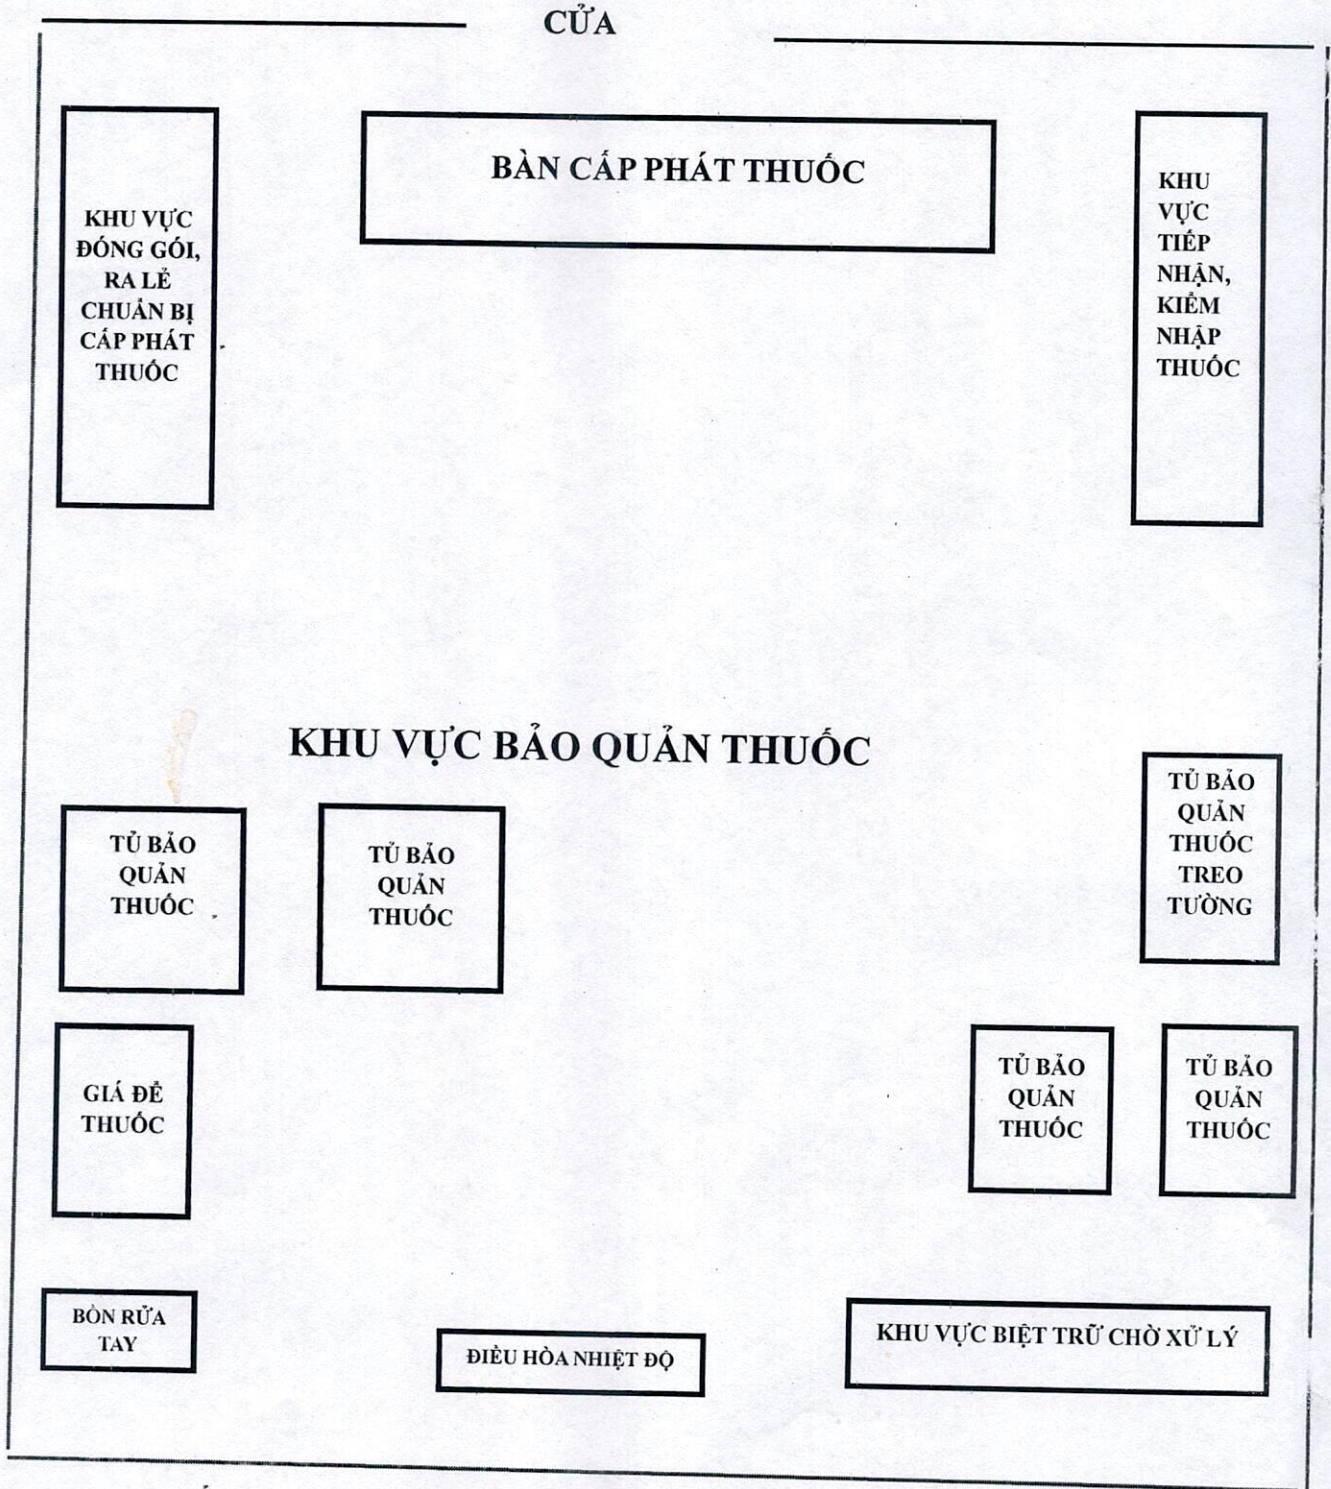 CỬA
KHU VỰC
ĐÓNG GÓI,
RA LẺ
CHUẨN BỊ
CẤP PHÁT
THUỐC
BÀN CẤP PHÁT THUỐC
KHU
VỰC
TIẾP
NHẬN,
KIỂM
NHẬP
THUỐC
KHU VỰC BẢO QUẢN THUỐC
TỦ BẢO
QUẢN
THUỐC
TỦ BẢO
QUẢN
THUỐC
TỦ BẢO
QUẢN
THUỐC
TREO
TƯỜNG
GIÁ ĐỂ
THUỐC
TỦ BẢO
QUẢN
THUỐC
TỦ BẢO
QUẢN
THUỐC
BỒN RỬA
TAY
ĐIỀU HÒA NHIỆT ĐỘ
KHU VỰC BIỆT TRỮ CHỜ XỬ LÝ